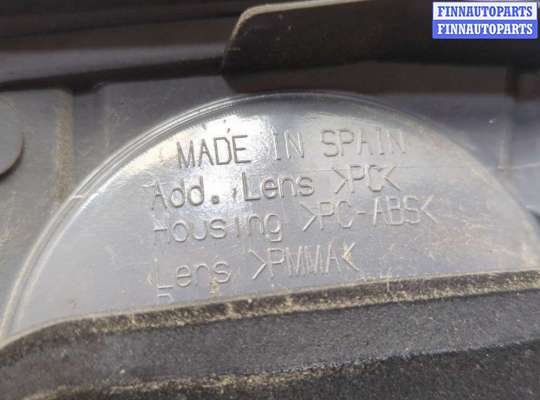 FINNAUTOPARTS
FINNAUTOPARTS
MADE IN SPAIN
Add. Lens >PC<
Housing >PC-ABS<
Lens >PMMA<